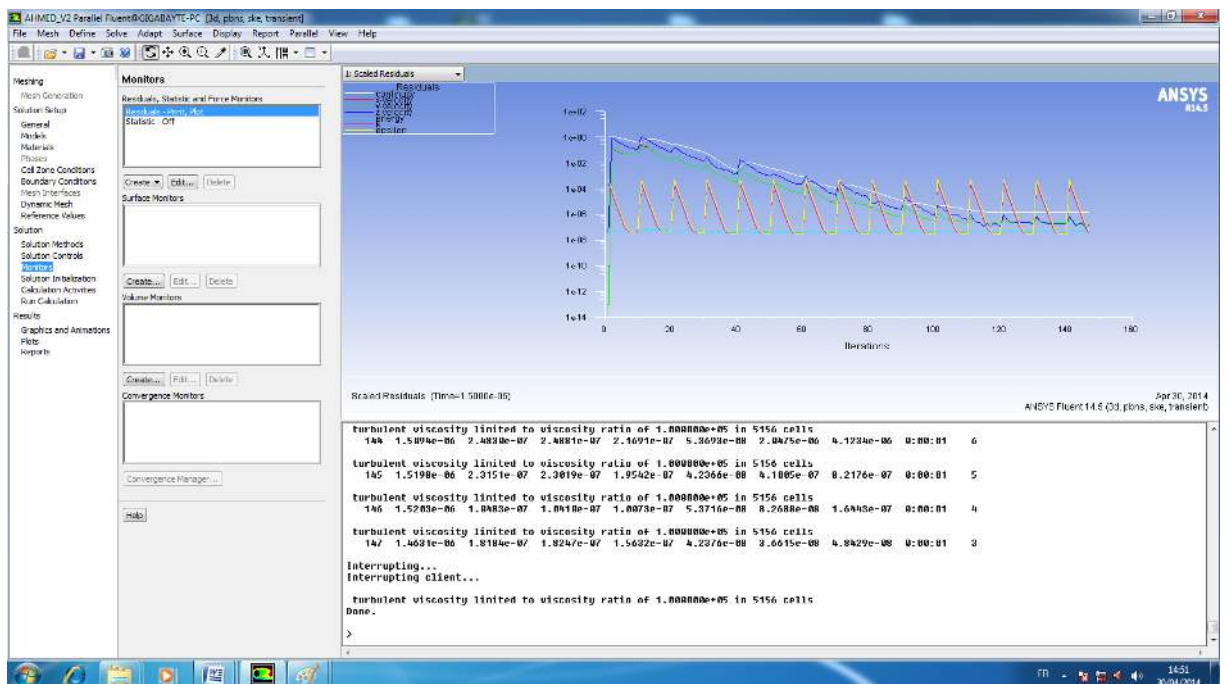 AHMED_V2 Parallel Fluent@GIGABAYTE-PC [3d, pbns, ske, transient]
File Mesh Define Solve Adapt Surface Display Report Parallel View Help
Meshing
Mesh Generation
Solution Setup
General
Models
Materials
Phases
Cell Zone Conditions
Boundary Conditions
Mesh Interfaces
Dynamic Mesh
Reference Values
Solution
Solution Methods
Solution Controls
Monitors
Solution Initialization
Calculation Activities
Run Calculation
Results
Graphics and Animations
Plots
Reports
Monitors
Residuals, Statistic and Force Monitors
Residuals - Print, Plot
Statistic - Off
Create Edit... Delete
Surface Monitors
Create... Edit... Delete
Volume Monitors
Create... Edit... Delete
Convergence Monitors
Convergence Manager...
Help
1: Scaled Residuals
Residuals
continuity
x-velocity
y-velocity
z-velocity
energy
k
epsilon
ANSYS
R14.5
1e+02
1e+00
1e-02
1e-04
1e-06
1e-08
1e-10
1e-12
1e-14
0 20 40 60 80 100 120 140 160
Iterations
Scaled Residuals (Time=1.5000e-05)
Apr 30, 2014
ANSYS Fluent 14.5 (3d, pbns, ske, transient)
turbulent viscosity limited to viscosity ratio of 1.000000e+05 in 5156 cells
144 1.5094e-06 2.4830e-07 2.4881e-07 2.1691e-07 5.3693e-08 2.0475e-06 4.1234e-06 0:00:01 6
turbulent viscosity limited to viscosity ratio of 1.000000e+05 in 5156 cells
145 1.5198e-06 2.3151e-07 2.3019e-07 1.9542e-07 4.2366e-08 4.1805e-07 8.2176e-07 0:00:01 5
turbulent viscosity limited to viscosity ratio of 1.000000e+05 in 5156 cells
146 1.5203e-06 1.8483e-07 1.8410e-07 1.0073e-07 5.3716e-08 8.2688e-08 1.6443e-07 0:00:01 4
turbulent viscosity limited to viscosity ratio of 1.000000e+05 in 5156 cells
147 1.4631e-06 1.8184e-07 1.8247e-07 1.5632e-07 4.2376e-08 3.6615e-08 4.8429e-08 0:00:01 3
Interrupting...
Interrupting client...
turbulent viscosity limited to viscosity ratio of 1.000000e+05 in 5156 cells
Done.
>
FR
14:51
30/04/2014